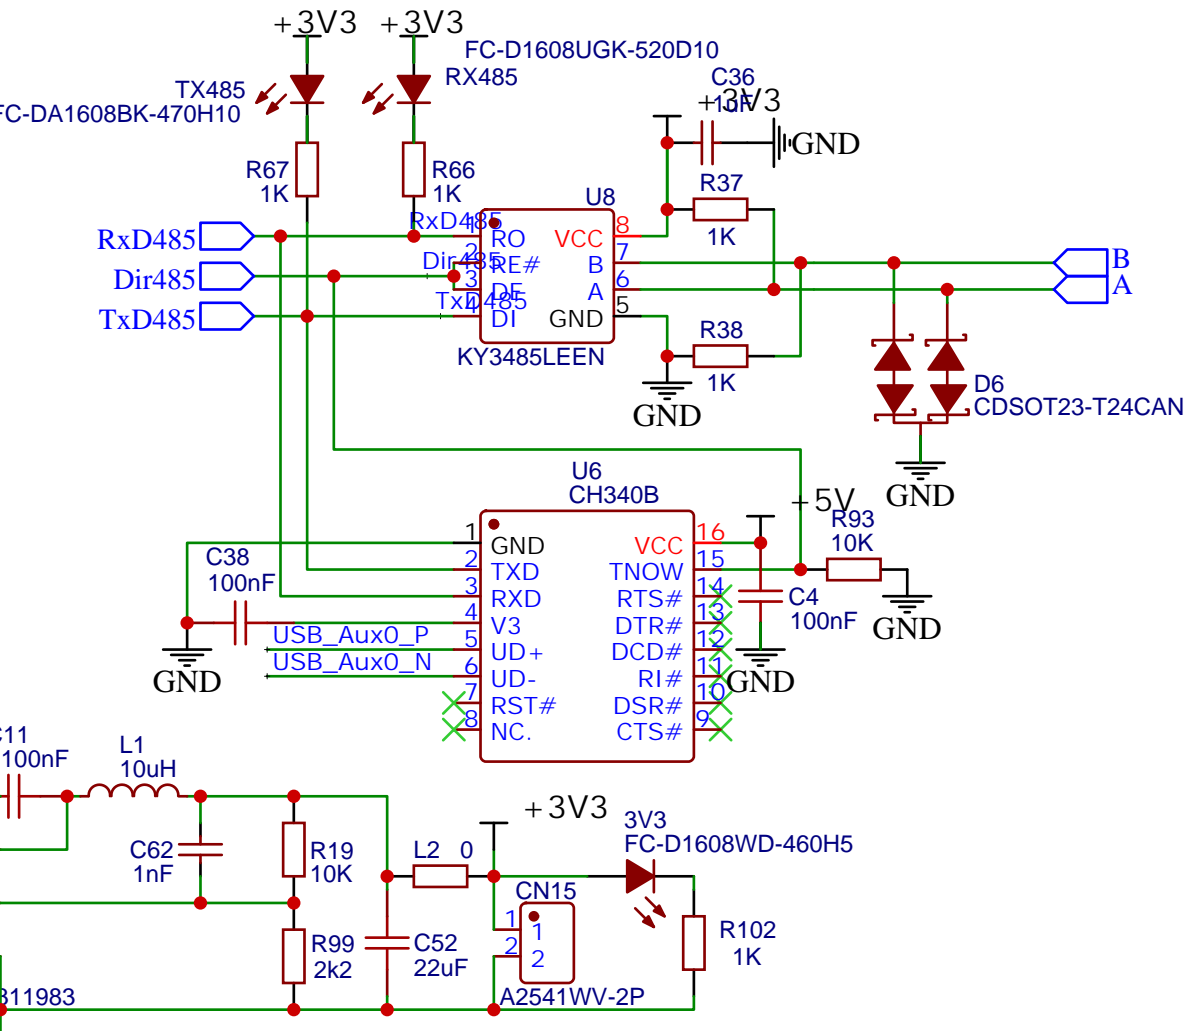 +3V3
+3V3
FC-D1608UGK-520D10
TX485
RX485
C36
1uF
+3V3
FC-DA1608BK-470H10
GND
R67
1K
R66
1K
R37
1K
U8
RxD485
RxD485
1
RO
VCC
8
Dir485
Dir485
2
RE#
B
7
B
3
DE
A
6
A
TxD485
TxD485
4
DI
GND
5
KY3485LEEN
R38
1K
GND
D6
CDSOT23-T24CAN
GND
U6
CH340B
+5V
R93
10K
1
GND
VCC
16
C38
100nF
2
TXD
TNOW
15
3
RXD
RTS#
14
C4
100nF
4
V3
DTR#
13
GND
USB_Aux0_P
5
UD+
DCD#
12
USB_Aux0_N
6
UD-
RI#
11
GND
GND
7
RST#
DSR#
10
8
NC.
CTS#
9
C11
100nF
L1
10uH
+3V3
3V3
FC-D1608WD-460H5
C62
1nF
R19
10K
L2
0
CN15
1
1
2
2
R99
2k2
C52
22uF
R102
1K
311983
A2541WV-2P